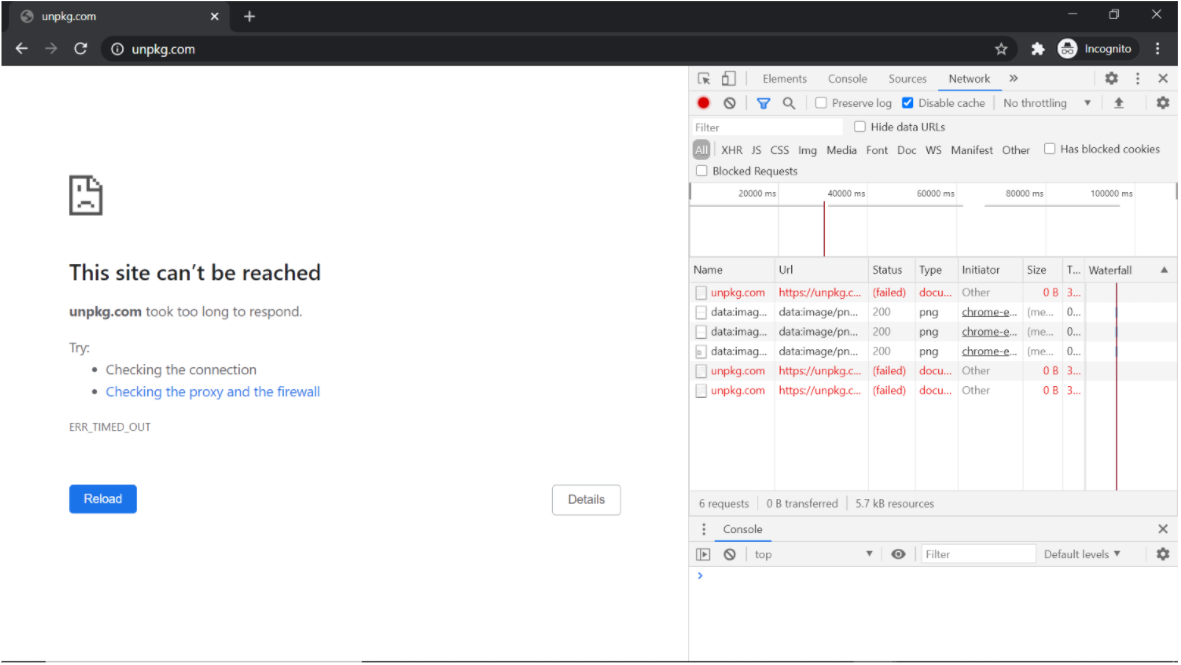 unpkg.com
unpkg.com
Incognito
This site can't be reached
unpkg.com took too long to respond.
Try:
Checking the connection
Checking the proxy and the firewall
ERR_TIMED_OUT
Reload
Details
Elements Console Sources Network
Preserve log Disable cache No throttling
Filter Hide data URLs
All XHR JS CSS Img Media Font Doc WS Manifest Other Has blocked cookies
Blocked Requests
20000 ms 40000 ms 60000 ms 80000 ms 100000 ms
Name Url Status Type Initiator Size T... Waterfall
unpkg.com https://unpkg.c... (failed) docu... Other 0 B 3...
data:imag... data:image/pn... 200 png chrome-e... (me... 0...
data:imag... data:image/pn... 200 png chrome-e... (me... 0...
data:imag... data:image/pn... 200 png chrome-e... (me... 0...
unpkg.com https://unpkg.c... (failed) docu... Other 0 B 3...
unpkg.com https://unpkg.c... (failed) docu... Other 0 B 3...
6 requests 0 B transferred 5.7 kB resources
Console
top Filter Default levels